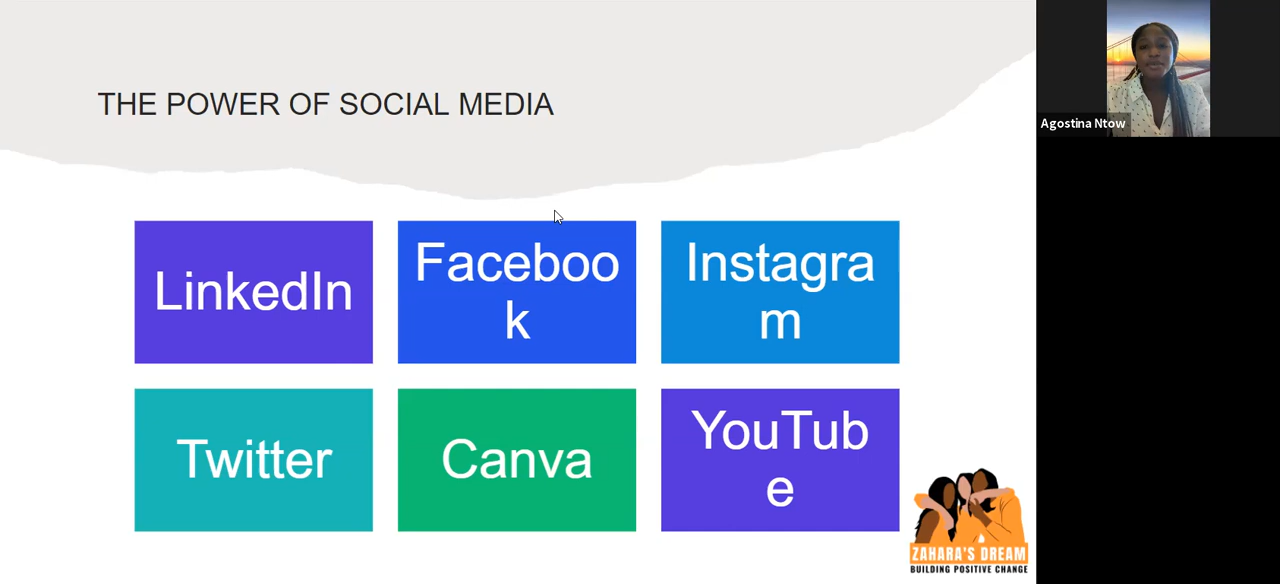 THE POWER OF SOCIAL MEDIA
Agostina Ntow
LinkedIn
Faceboo
k
Instagra
m
Twitter
Canva
YouTub
e
ZAHARA'S DREAM
BUILDING POSITIVE CHANGE